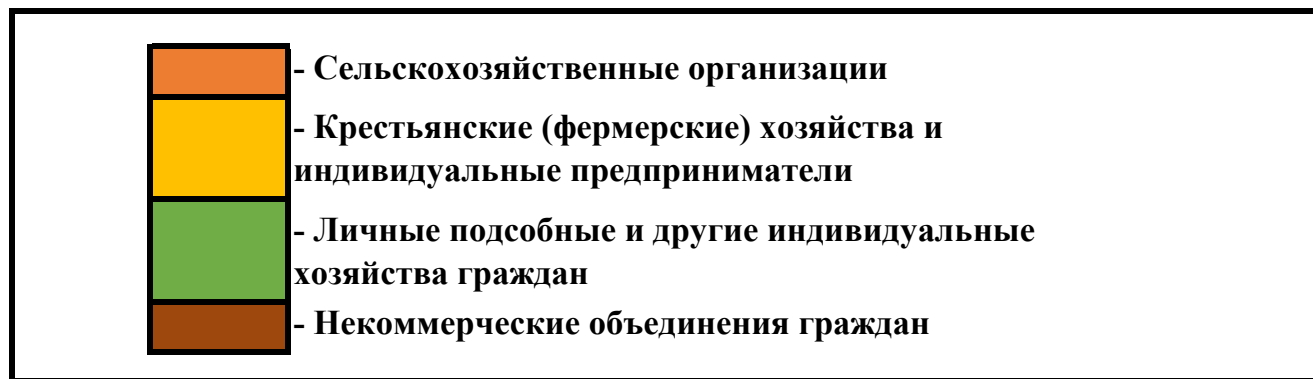 - Сельскохозяйственные организации
- Крестьянские (фермерские) хозяйства и
индивидуальные предприниматели
- Личные подсобные и другие индивидуальные
хозяйства граждан
- Некоммерческие объединения граждан